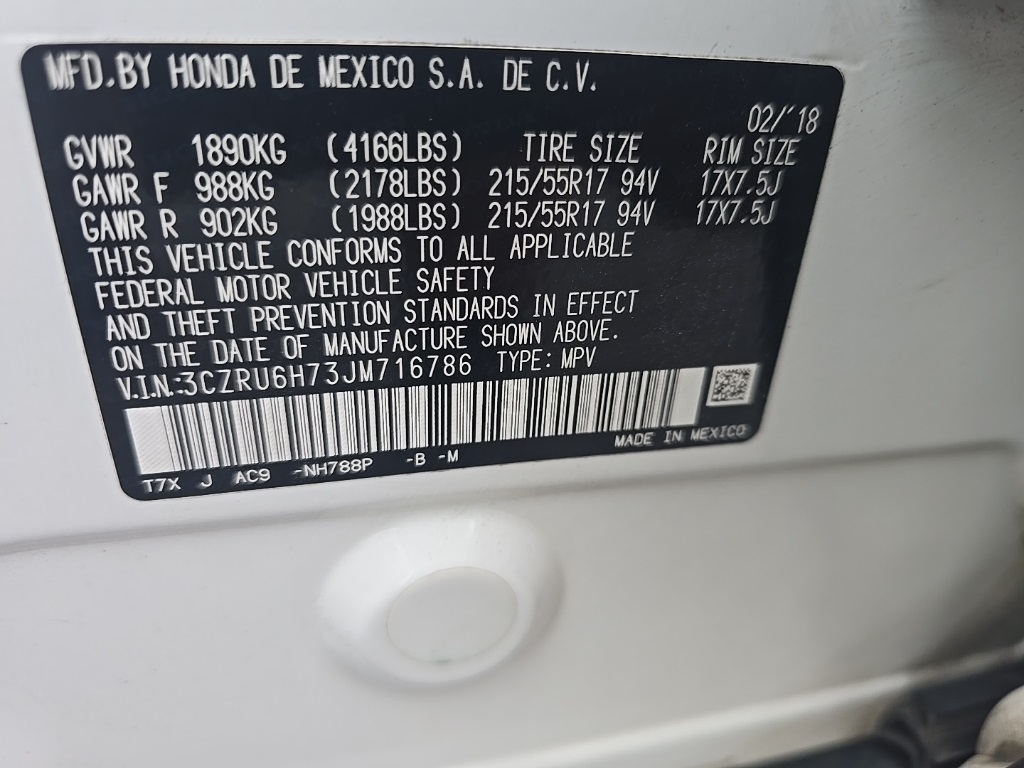 MFD.BY HONDA DE MEXICO S.A. DE C.V.
02/'18
GVWR 1890KG (4166LBS) TIRE SIZE RIM SIZE
GAWR F 988KG (2178LBS) 215/55R17 94V 17X7.5J
GAWR R 902KG (1988LBS) 215/55R17 94V 17X7.5J
THIS VEHICLE CONFORMS TO ALL APPLICABLE
FEDERAL MOTOR VEHICLE SAFETY
AND THEFT PREVENTION STANDARDS IN EFFECT
ON THE DATE OF MANUFACTURE SHOWN ABOVE.
V.I.N.:3CZRU6H73JM716786 TYPE: MPV
MADE IN MEXICO
T7X J AC9 -NH788P -B -M